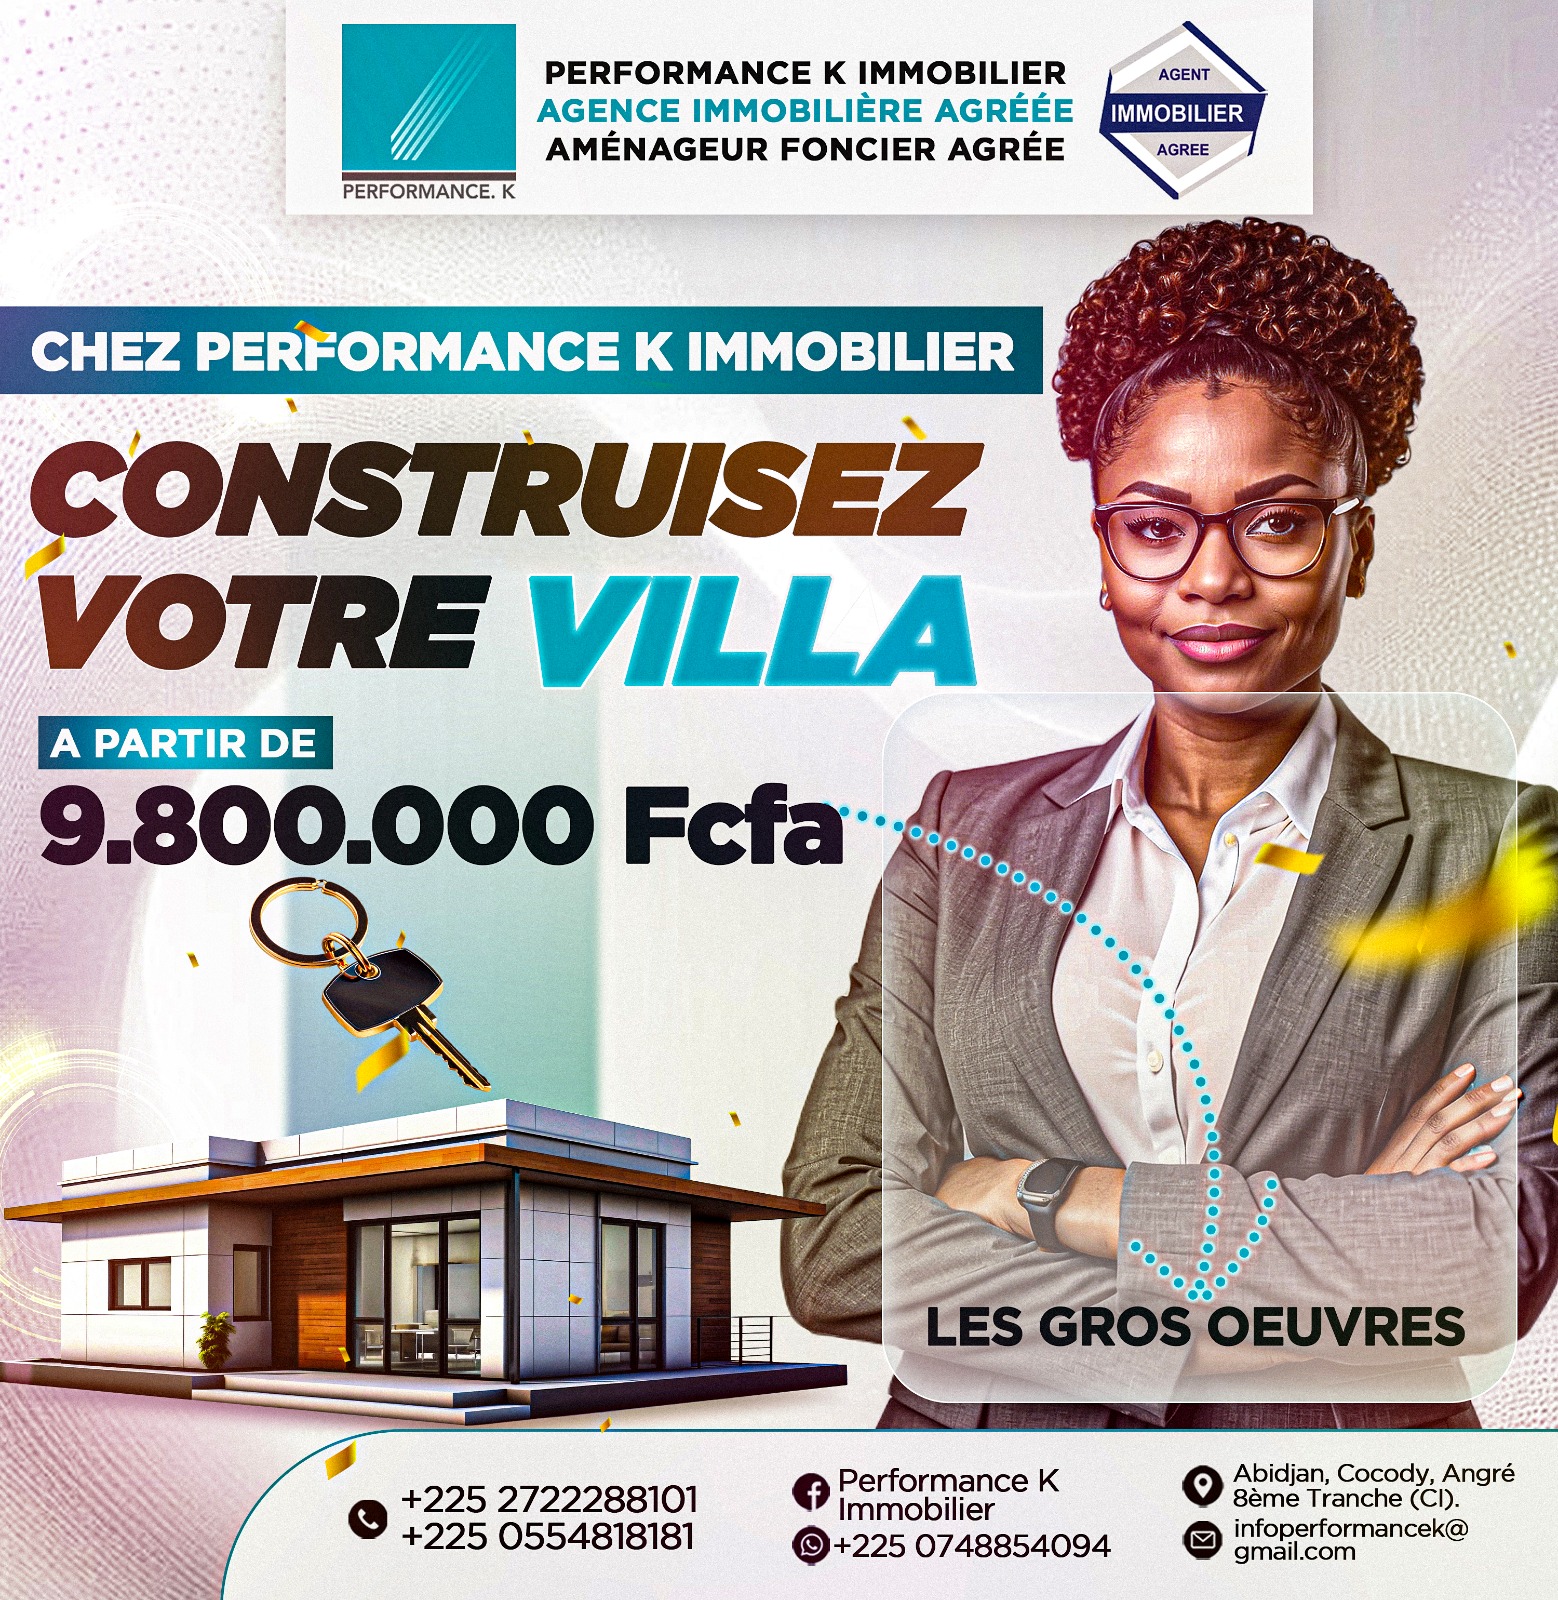 PERFORMANCE. K
PERFORMANCE K IMMOBILIER
AGENCE IMMOBILIÈRE AGRÉÉE
AMÉNAGEUR FONCIER AGRÉE
AGENT
IMMOBILIER
AGREE
CHEZ PERFORMANCE K IMMOBILIER
CONSTRUISEZ
VOTRE VILLA
A PARTIR DE
9.800.000 Fcfa
LES GROS OEUVRES
+225 2722288101
+225 0554818181
Performance K
Immobilier
+225 0748854094
Abidjan, Cocody, Angré
8ème Tranche (CI).
infoperformancek@
gmail.com